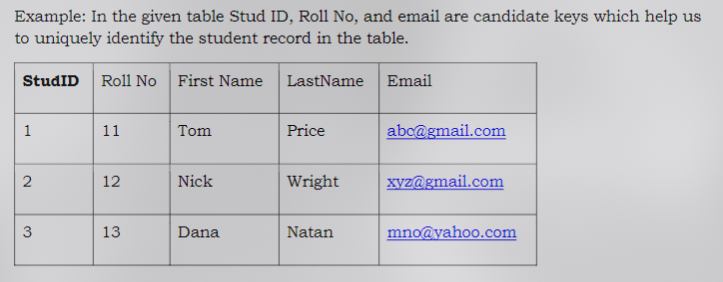 Example: In the given table Stud ID, Roll No, and email are candidate keys which help us
to uniquely identify the student record in the table.
StudID Roll No First Name LastName Email
1 11 Tom Price abc@gmail.com
2 12 Nick Wright xyz@gmail.com
3 13 Dana Natan mno@yahoo.com